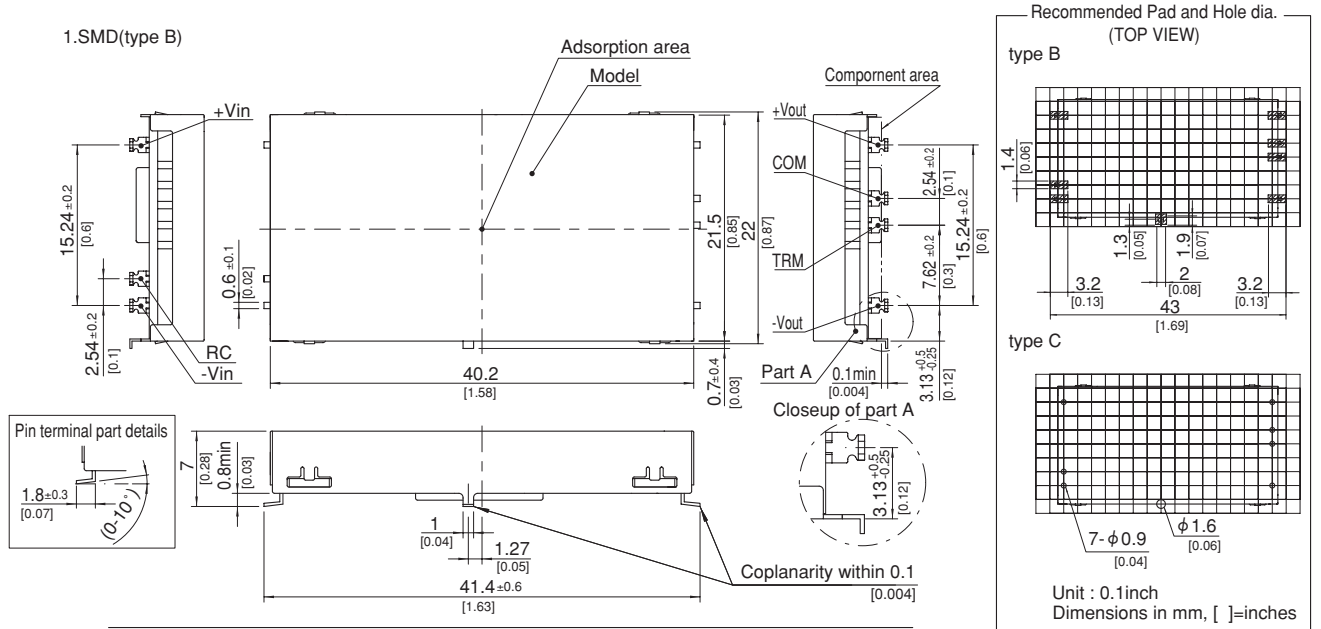 1.SMD(type B)
Adsorption area
Model
+Vin
15.24±0.2
[0.6]
2.54±0.2
[0.1]
RC
-Vin
0.6±0.1
[0.02]
40.2
[1.58]
21.5
[0.85]
22
[0.87]
0.7±0.4
[0.03]
Compornent area
+Vout
COM
TRM
-Vout
Part A
2.54±0.2
[0.1]
7.62±0.2
[0.3]
15.24±0.2
[0.6]
0.1min
[0.004]
3.13 +0.5 -0.25
[0.12]
Closeup of part A
3.13 +0.5 -0.25
[0.12]
Pin terminal part details
1.8±0.3
[0.07]
(0-10°)
7
[0.28]
0.8min
[0.03]
1
[0.04]
1.27
[0.05]
41.4±0.6
[1.63]
Coplanarity within 0.1
[0.004]
Recommended Pad and Hole dia.
(TOP VIEW)
type B
1.4
[0.06]
1.3
[0.05]
1.9
[0.07]
2
[0.08]
3.2
[0.13]
3.2
[0.13]
43
[1.69]
type C
7-φ0.9
[0.04]
φ1.6
[0.06]
Unit : 0.1inch
Dimensions in mm, [ ]=inches